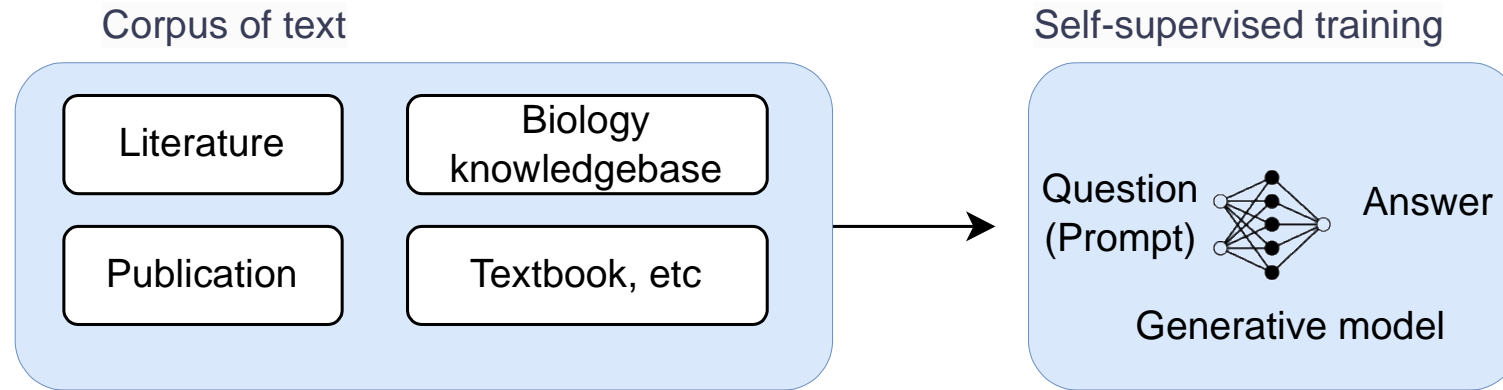 Corpus of text
Literature
Biology
knowledgebase
Publication
Textbook, etc
Self-supervised training
Question
(Prompt)
Answer
Generative model